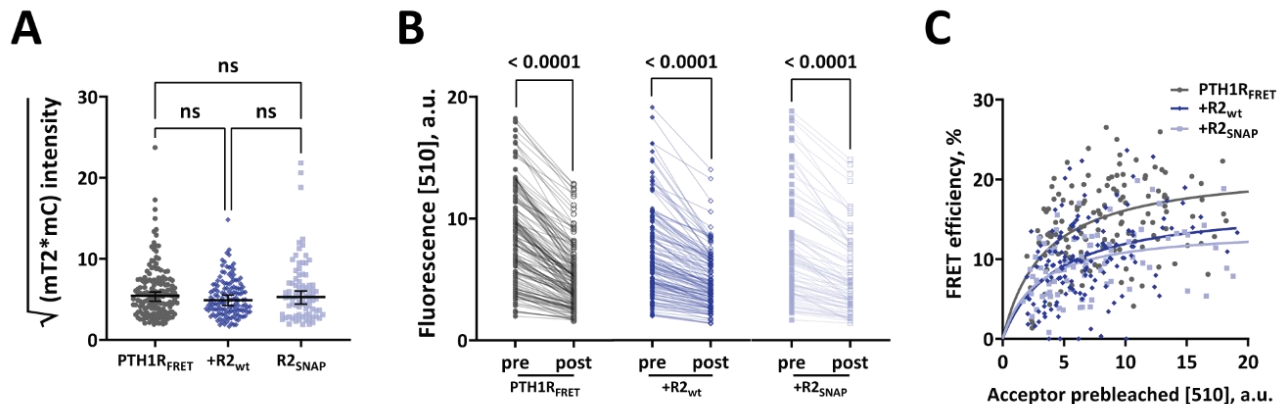 A
√(mT2*mC) intensity
ns
ns
ns
30
20
10
0
PTH1RFRET
+R2wt
R2SNAP
B
Fluorescence [510], a.u.
< 0.0001
< 0.0001
< 0.0001
20
10
0
pre post pre post pre post
PTH1RFRET
+R2wt
+R2SNAP
C
FRET efficiency, %
PTH1RFRET
+R2wt
+R2SNAP
30
20
10
0
0 5 10 15 20
Acceptor prebleached [510], a.u.